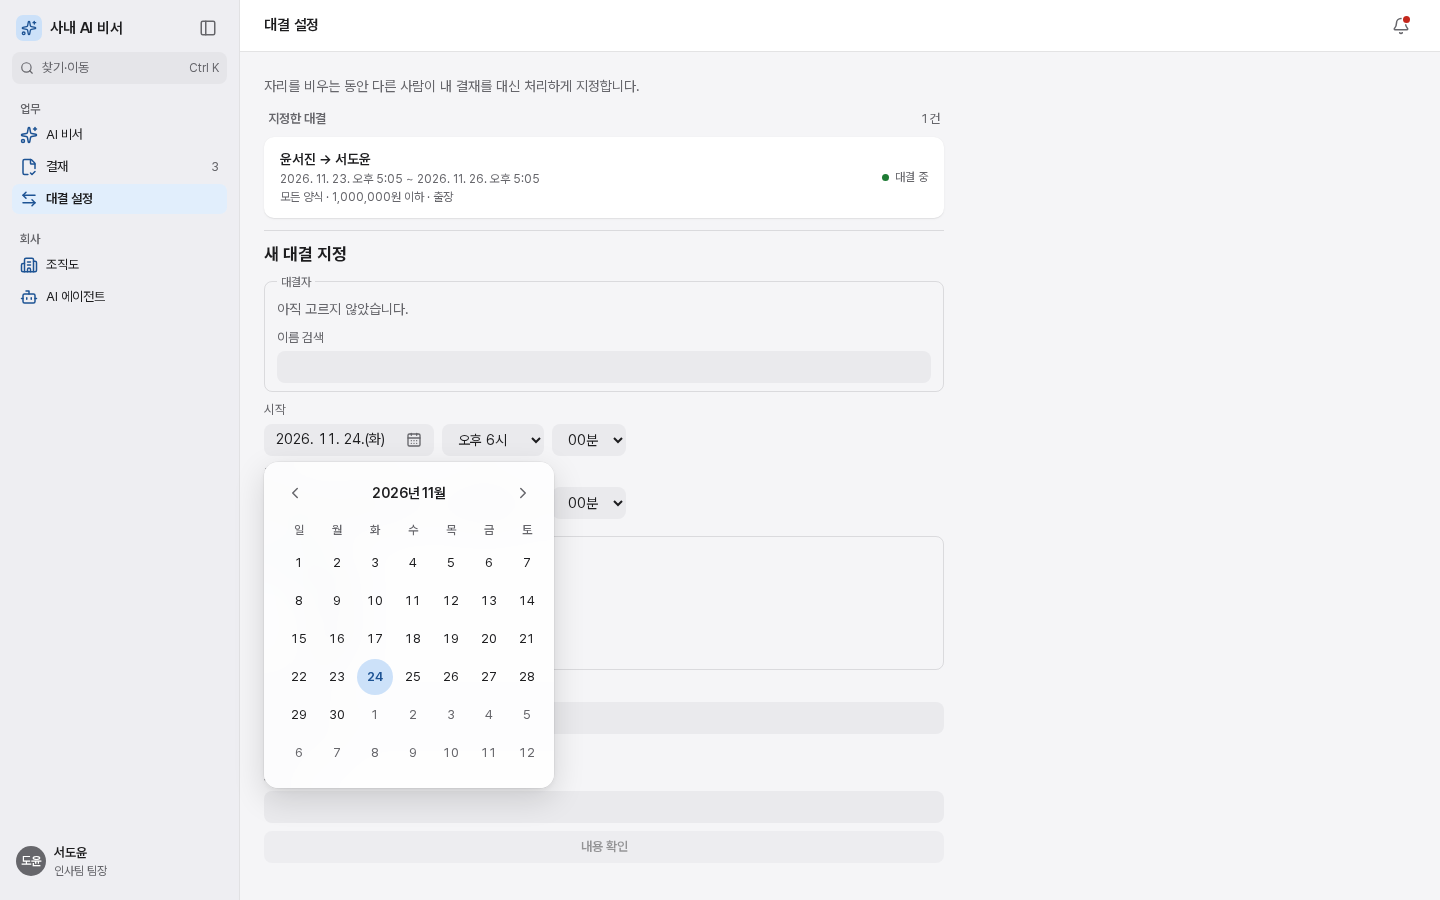 사내 AI 비서
찾기·이동 Ctrl K
업무
AI 비서
결재 3
대결 설정
회사
조직도
AI 에이전트
도윤
서도윤
인사팀 팀장
대결 설정
자리를 비우는 동안 다른 사람이 내 결재를 대신 처리하게 지정합니다.
지정한 대결 1건
윤서진 → 서도윤
2026. 11. 23. 오후 5:05 ~ 2026. 11. 26. 오후 5:05
모든 양식 · 1,000,000원 이하 · 출장
대결 중
새 대결 지정
대결자
아직 고르지 않았습니다.
이름 검색
시작
2026. 11. 24.(화) 오후 6시 00분
00분
2026년 11월
일 월 화 수 목 금 토
1 2 3 4 5 6 7
8 9 10 11 12 13 14
15 16 17 18 19 20 21
22 23 24 25 26 27 28
29 30 1 2 3 4 5
6 7 8 9 10 11 12
내용 확인